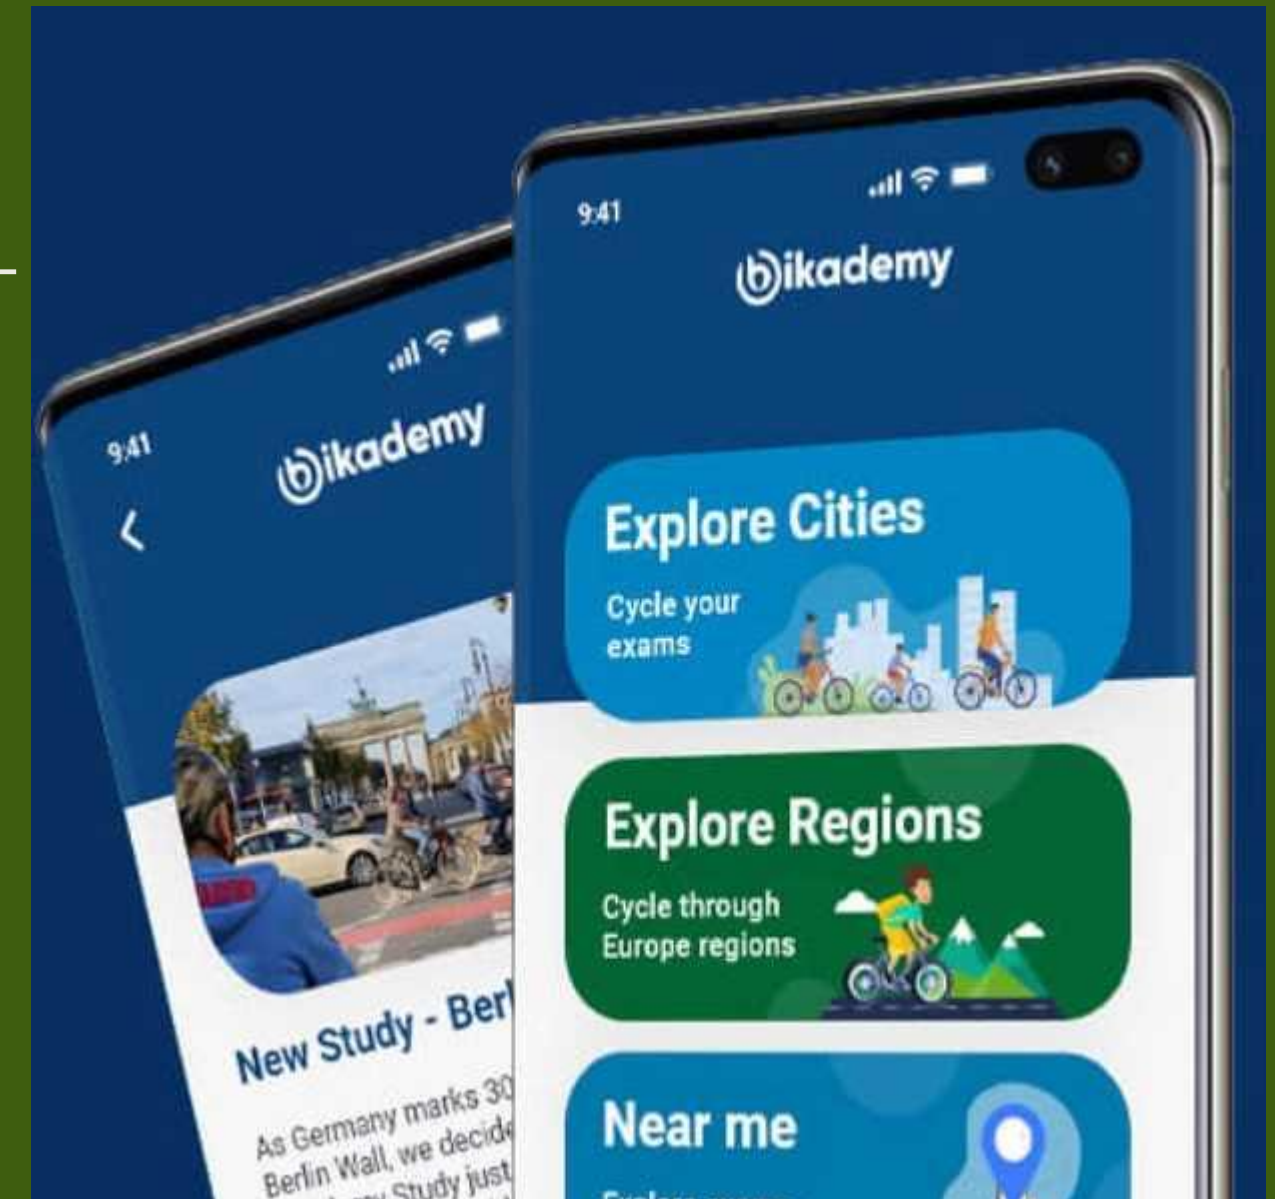 9:41
bikademy
New Study - Ber
As Germany marks 30
Berlin Wall, we decide
Study just
9:41
bikademy
Explore Cities
Cycle your
exams
Explore Regions
Cycle through
Europe regions
Near me